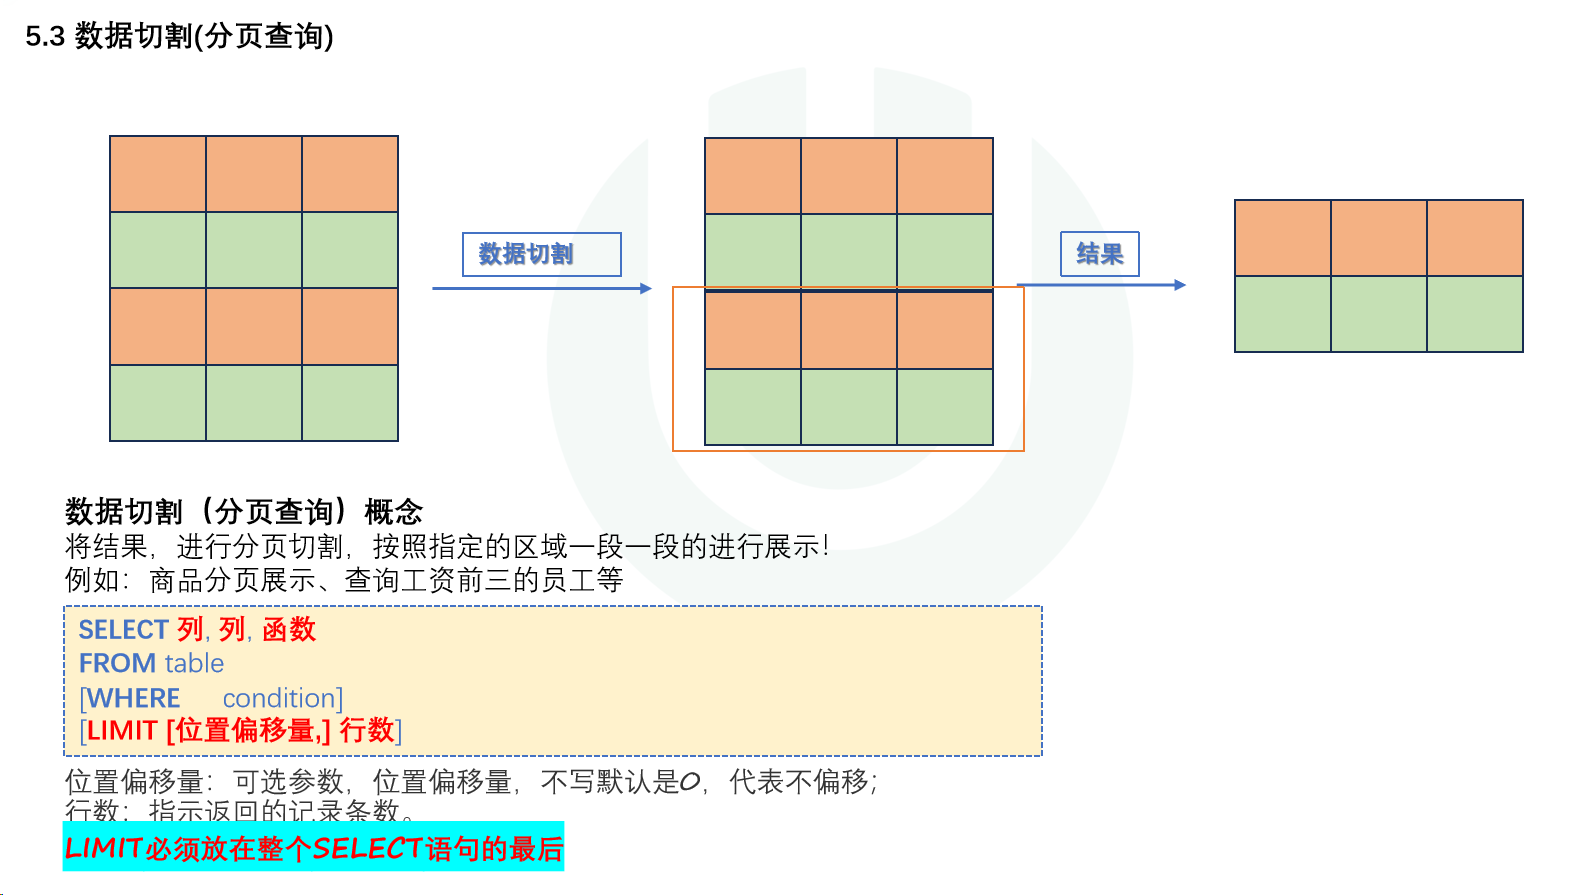 5.3 数据切割(分页查询)
数据切割
结果
数据切割（分页查询）概念
将结果，进行分页切割，按照指定的区域一段一段的进行展示！
例如：商品分页展示、查询工资前三的员工等
SELECT 列, 列, 函数
FROM table
[WHERE condition]
[LIMIT [位置偏移量,] 行数]
位置偏移量：可选参数，位置偏移量，不写默认是0，代表不偏移；
行数：指示返回的记录条数。
LIMIT必须放在整个SELECT语句的最后